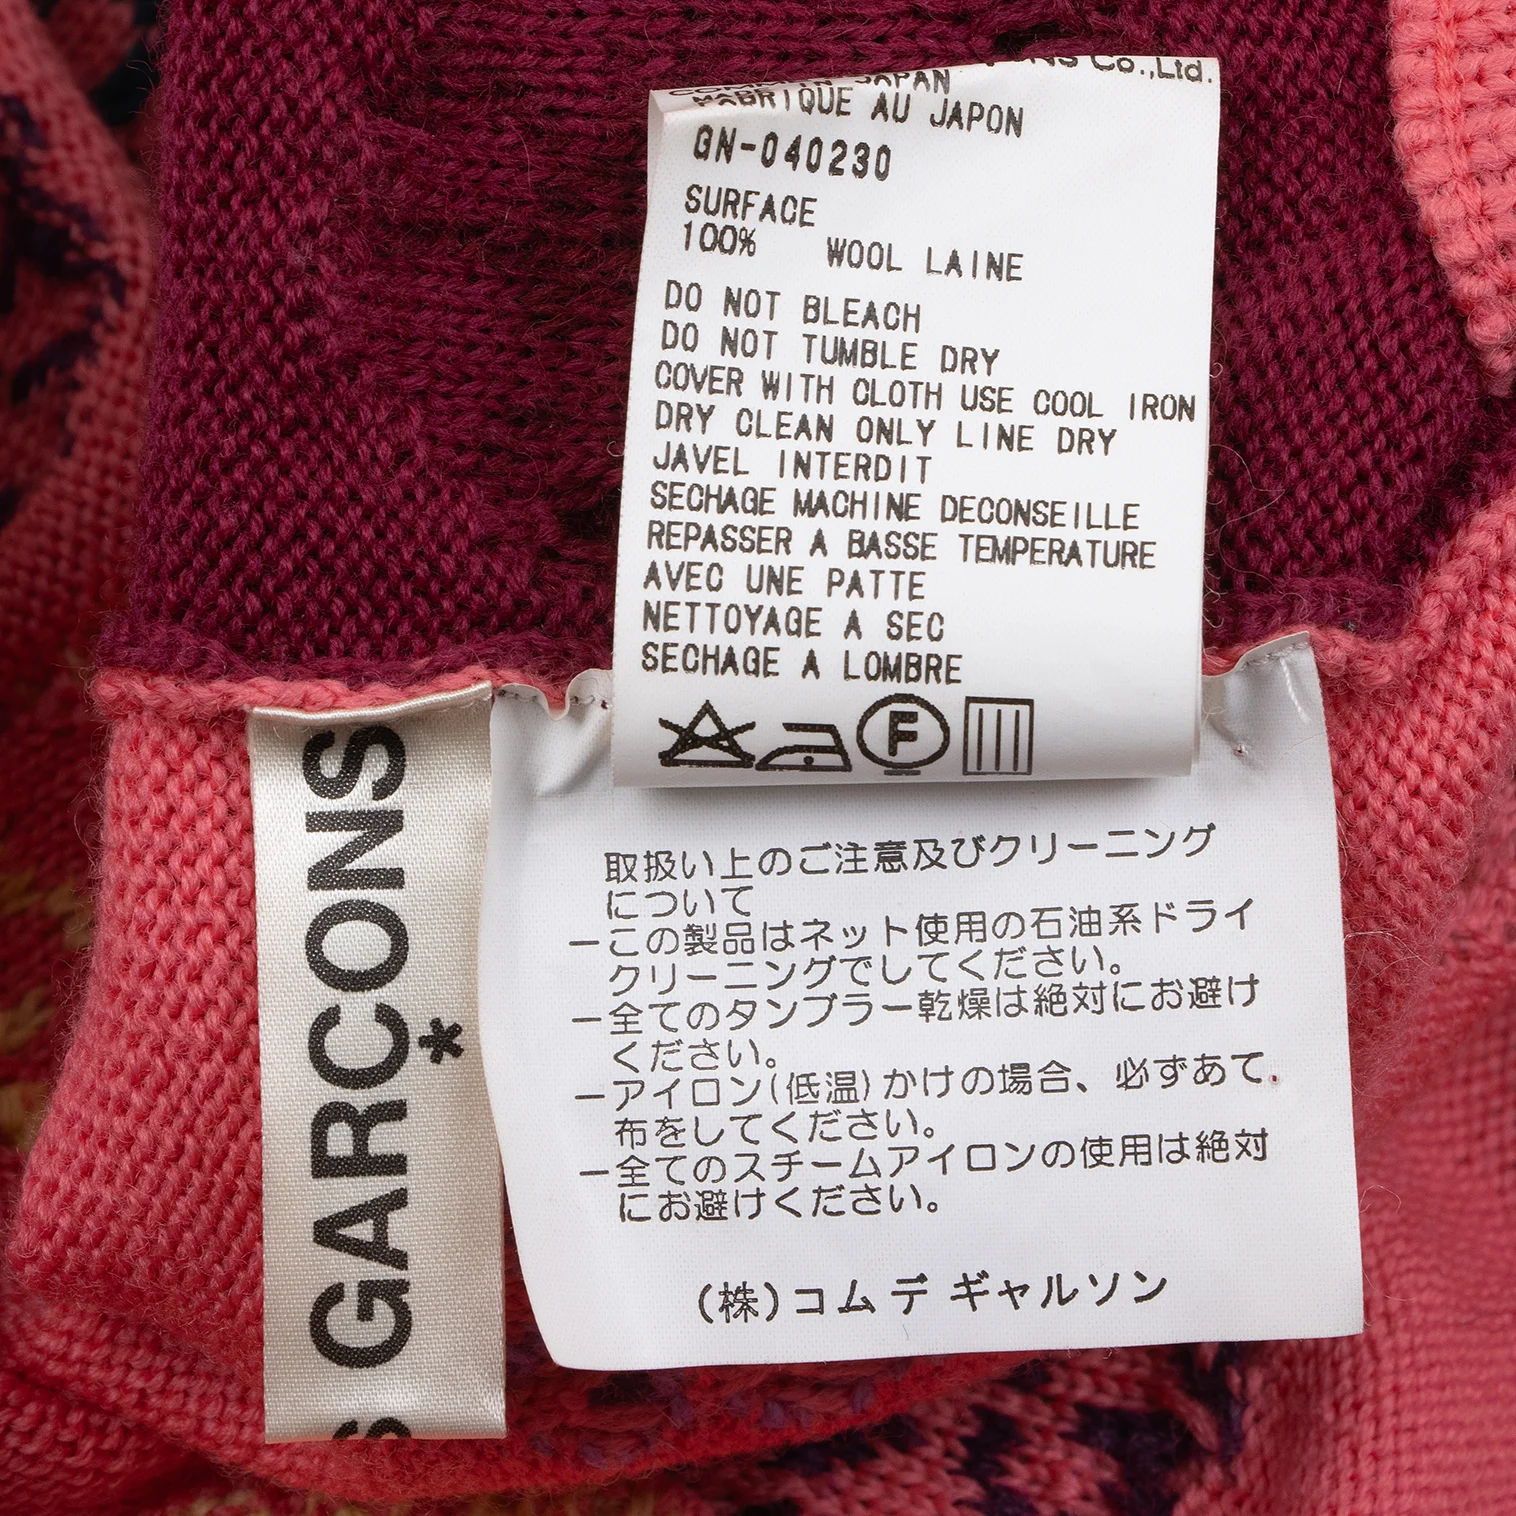 Co.,Ltd.
JAPAN
FABRIQUE AU JAPON
GN-040230
SURFACE
100% WOOL LAINE
DO NOT BLEACH
DO NOT TUMBLE DRY
COVER WITH CLOTH USE COOL IRON
DRY CLEAN ONLY LINE DRY
JAVEL INTERDIT
SECHAGE MACHINE DECONSEILLE
REPASSER A BASSE TEMPERATURE
AVEC UNE PATTE
NETTOYAGE A SEC
SECHAGE A LOMBRE
F
取扱い上のご注意及びクリーニング
について
ーこの製品はネット使用の石油系ドライ
クリーニングでしてください。
ー全てのタンブラー乾燥は絶対にお避け
ください。
ーアイロン(低温)かけの場合、必ずあて
布をしてください。
ー全てのスチームアイロンの使用は絶対
にお避けください。
(株)コム デ ギャルソン
S GARÇONS
*